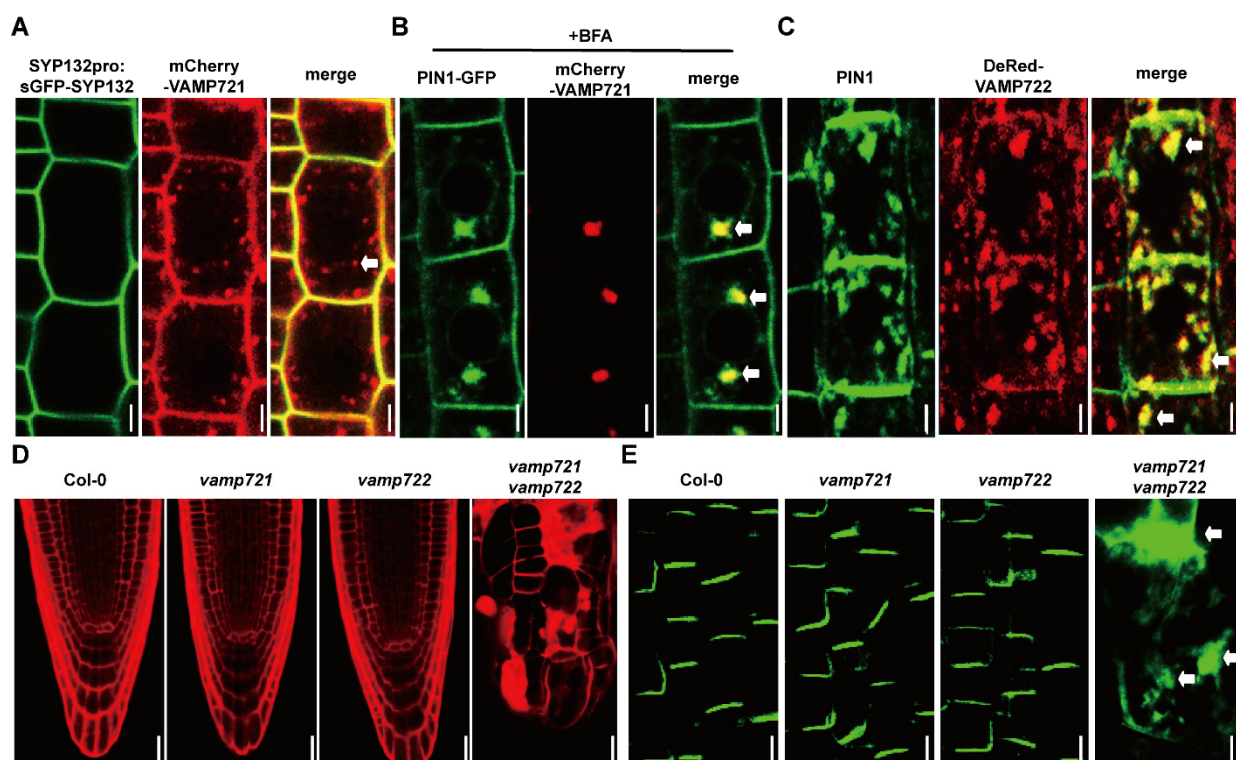 A
B
C
+BFA
SYP132pro:
sGFP-SYP132
mCherry
-VAMP721
merge
PIN1-GFP
mCherry
-VAMP721
merge
PIN1
DeRed-
VAMP722
merge
D
E
Col-0
vamp721
vamp722
vamp721
vamp722
Col-0
vamp721
vamp722
vamp721
vamp722